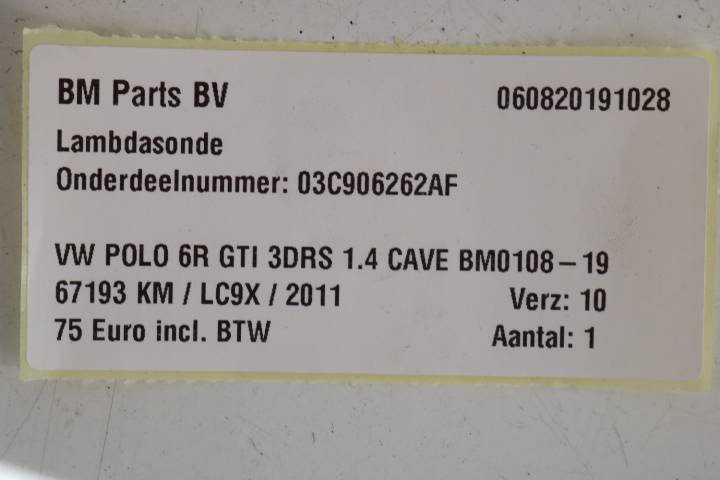 BM Parts BV 060820191028
Lambdasonde
Onderdeelnummer: 03C906262AF
VW POLO 6R GTI 3DRS 1.4 CAVE BM0108-19
67193 KM / LC9X / 2011 Verz: 10
75 Euro incl. BTW Aantal: 1